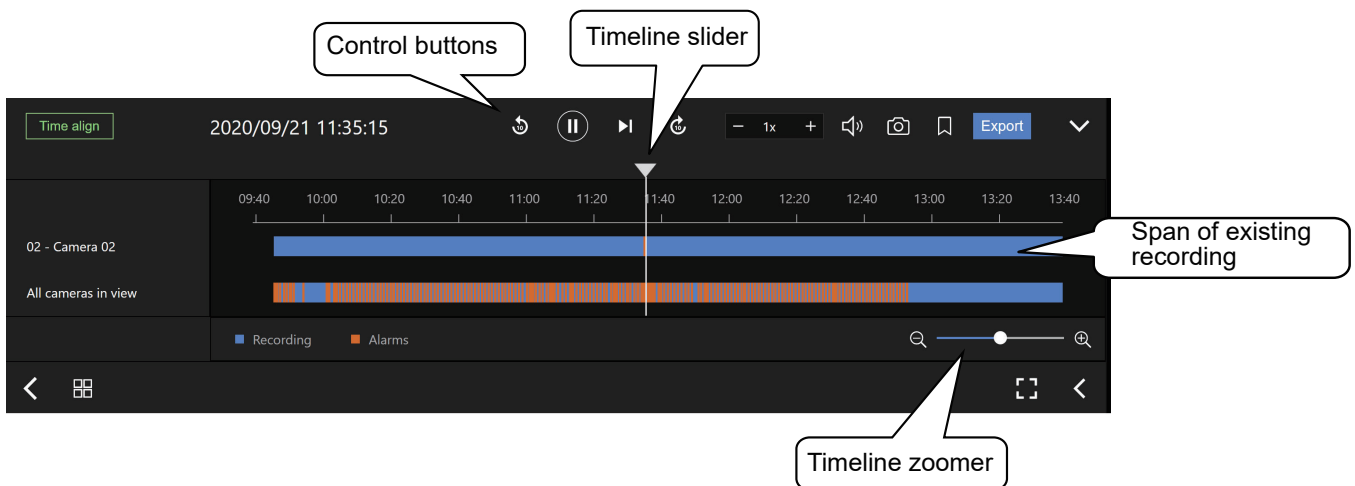 Control buttons
Timeline slider
Time align
2020/09/21 11:35:15
10
10
1x
Export
09:40 10:00 10:20 10:40 11:00 11:20 11:40 12:00 12:20 12:40 13:00 13:20 13:40
02 - Camera 02
Span of existing
recording
All cameras in view
Recording
Alarms
Timeline zoomer